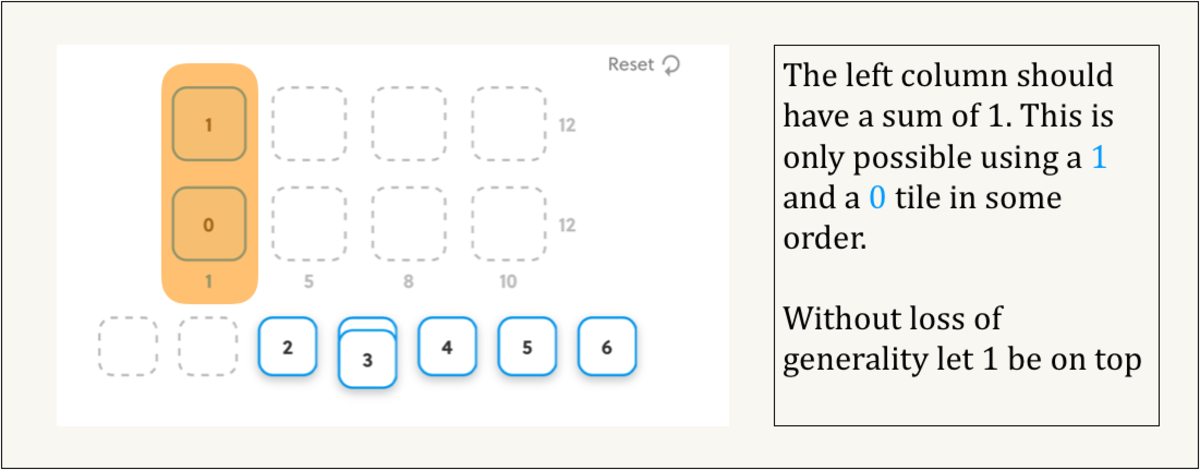 Reset
1
12
0
12
1 5 8 10
2 3 4 5 6
The left column should
have a sum of 1. This is
only possible using a 1
and a 0 tile in some
order.
Without loss of
generality let 1 be on top